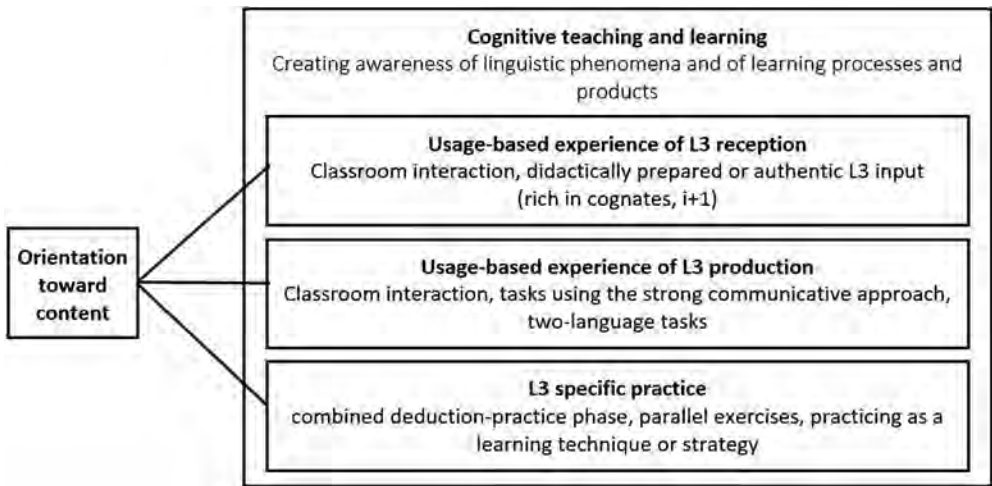 Cognitive teaching and learning
Creating awareness of linguistic phenomena and of learning processes and
products
Usage-based experience of L3 reception
Classroom interaction, didactically prepared or authentic L3 input
(rich in cognates, i+1)
Orientation
toward
content
Usage-based experience of L3 production
Classroom interaction, tasks using the strong communicative approach,
two-language tasks
L3 specific practice
combined deduction-practice phase, parallel exercises, practicing as a
learning technique or strategy